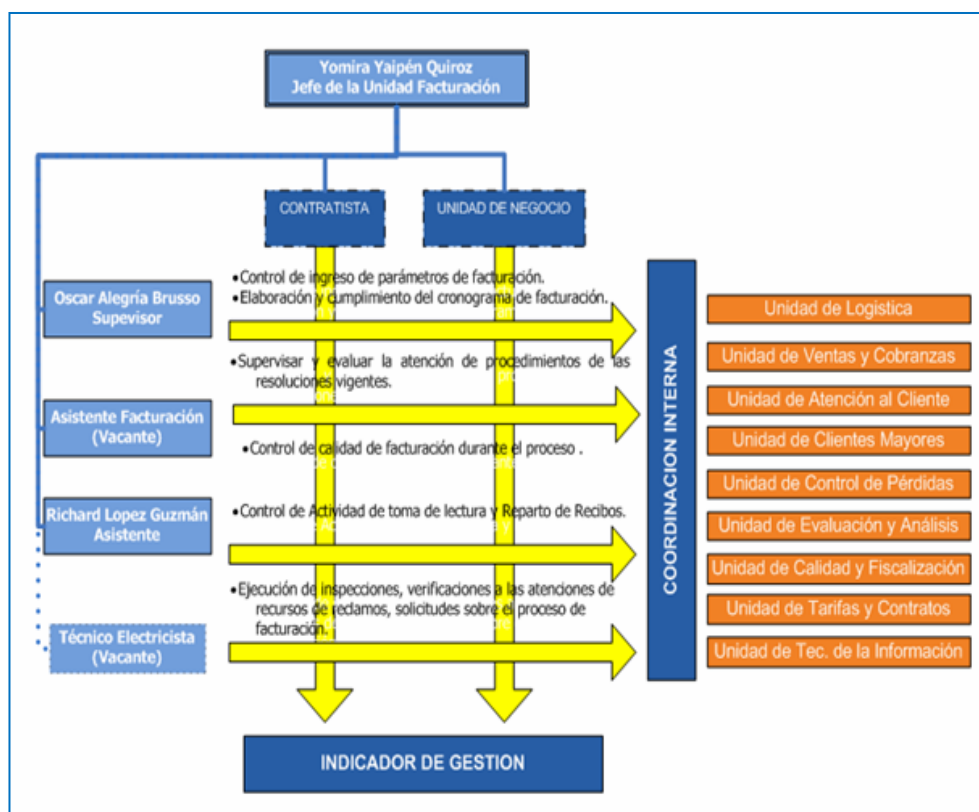 Yomira Yaipén Quiroz
Jefe de la Unidad Facturación
CONTRATISTA
UNIDAD DE NEGOCIO
Oscar Alegría Brusso
Supevisor
Asistente Facturación
(Vacante)
Richard Lopez Guzmán
Asistente
Técnico Electricista
(Vacante)
•Control de ingreso de parámetros de facturación.
•Elaboración y cumplimiento del cronograma de facturación.
•Supervisar y evaluar la atención de procedimientos de las
resoluciones vigentes.
•Control de calidad de facturación durante el proceso .
•Control de Actividad de toma de lectura y Reparto de Recibos.
•Ejecución de inspecciones, verificaciones a las atenciones de
recursos de reclamos, solicitudes sobre el proceso de
facturación.
COORDINACION INTERNA
Unidad de Logistica
Unidad de Ventas y Cobranzas
Unidad de Atención al Cliente
Unidad de Clientes Mayores
Unidad de Control de Pérdidas
Unidad de Evaluación y Análisis
Unidad de Calidad y Fiscalización
Unidad de Tarifas y Contratos
Unidad de Tec. de la Información
INDICADOR DE GESTION